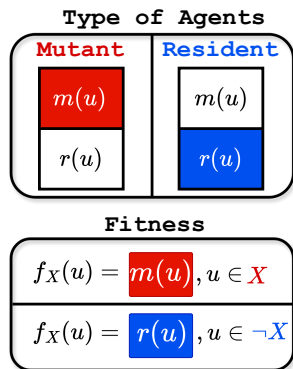 Type of Agents
Mutant Resident
m(u) m(u)
r(u) r(u)
Fitness
f_X(u) = m(u), u ∈ X
f_X(u) = r(u), u ∈ ¬X